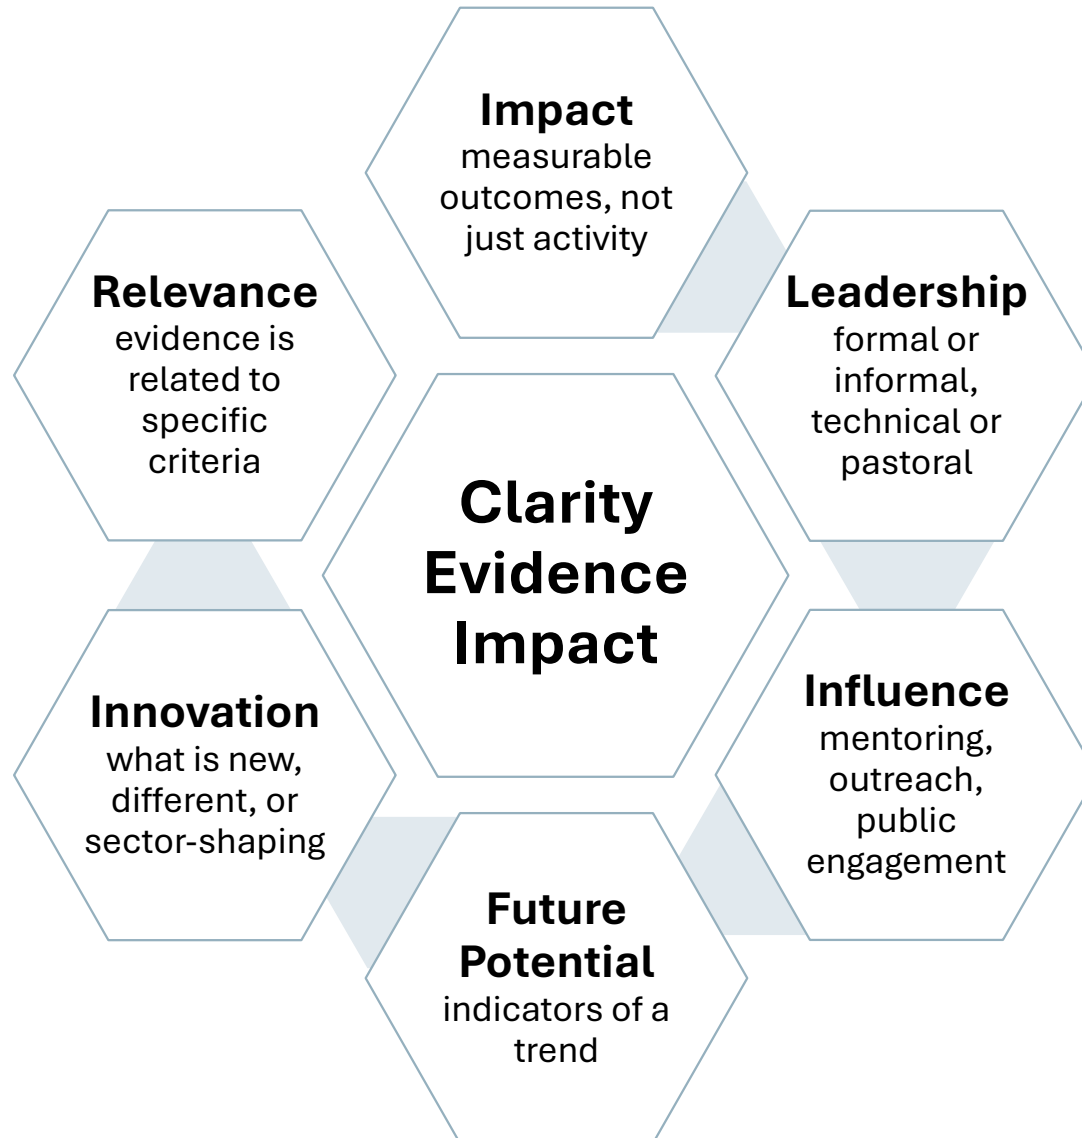 Impact
measurable
outcomes, not
just activity
Leadership
formal or
informal,
technical or
pastoral
Influence
mentoring,
outreach,
public
engagement
Future
Potential
indicators of a
trend
Innovation
what is new,
different, or
sector-shaping
Relevance
evidence is
related to
specific
criteria
Clarity
Evidence
Impact